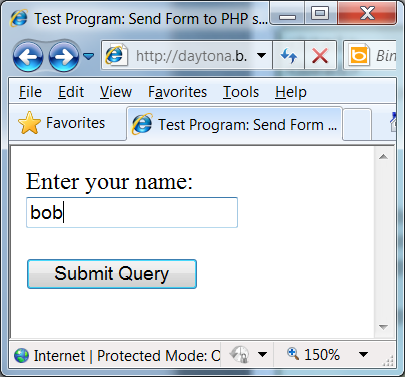 Test Program: Send Form to PHP s...
http://daytona.b.
Bin
File Edit View Favorites Tools Help
Favorites Test Program: Send Form ...
Enter your name:
bob
Submit Query
Internet | Protected Mode: O 150%